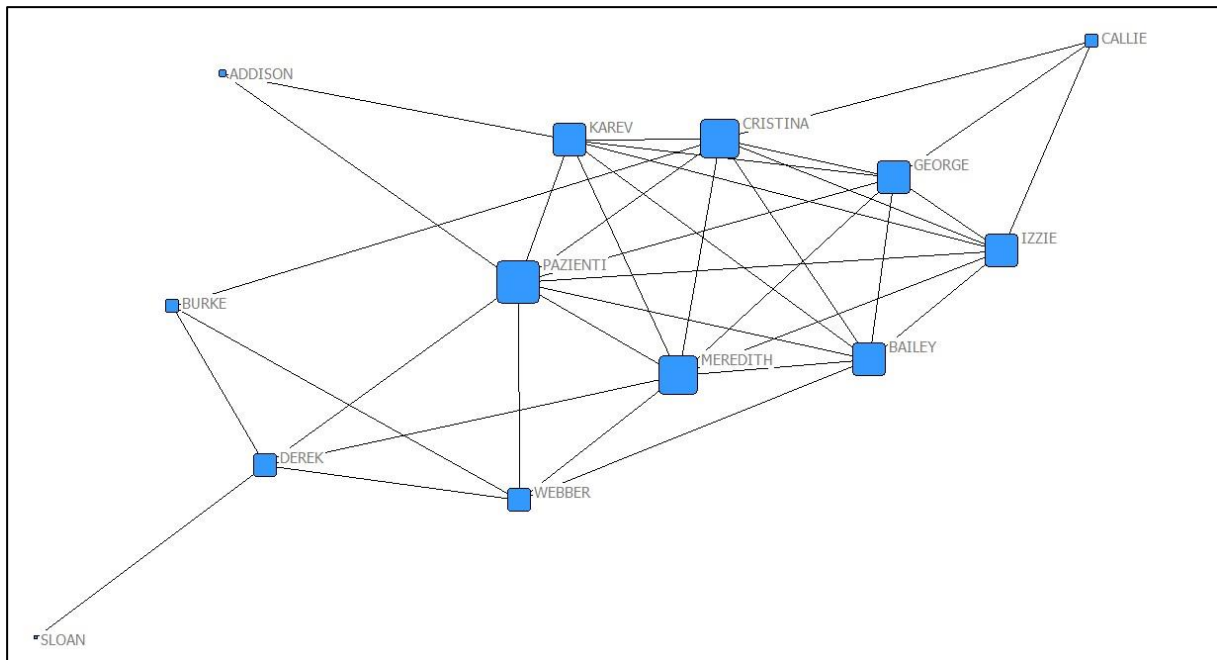 CALLIE
ADDISON
KAREV
CRISTINA
GEORGE
IZZIE
PAZIENTI
BURKE
BAILEY
MEREDITH
DEREK
WEBBER
SLOAN